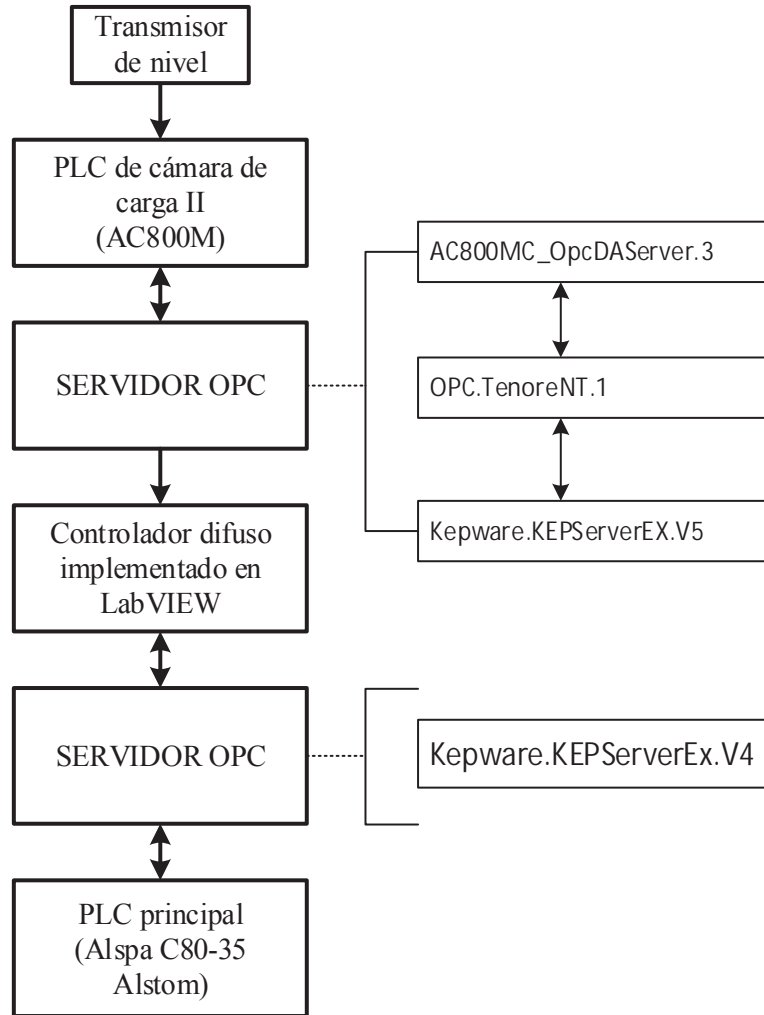 Transmisor
de nivel
PLC de cámara de
carga II
(AC800M)
SERVIDOR OPC
AC800MC_OpcDAServer.3
OPC.TenoreNT.1
Kepware.KEPServerEX.V5
Controlador difuso
implementado en
LabVIEW
SERVIDOR OPC
Kepware.KEPServerEx.V4
PLC principal
(Alspa C80-35
Alstom)